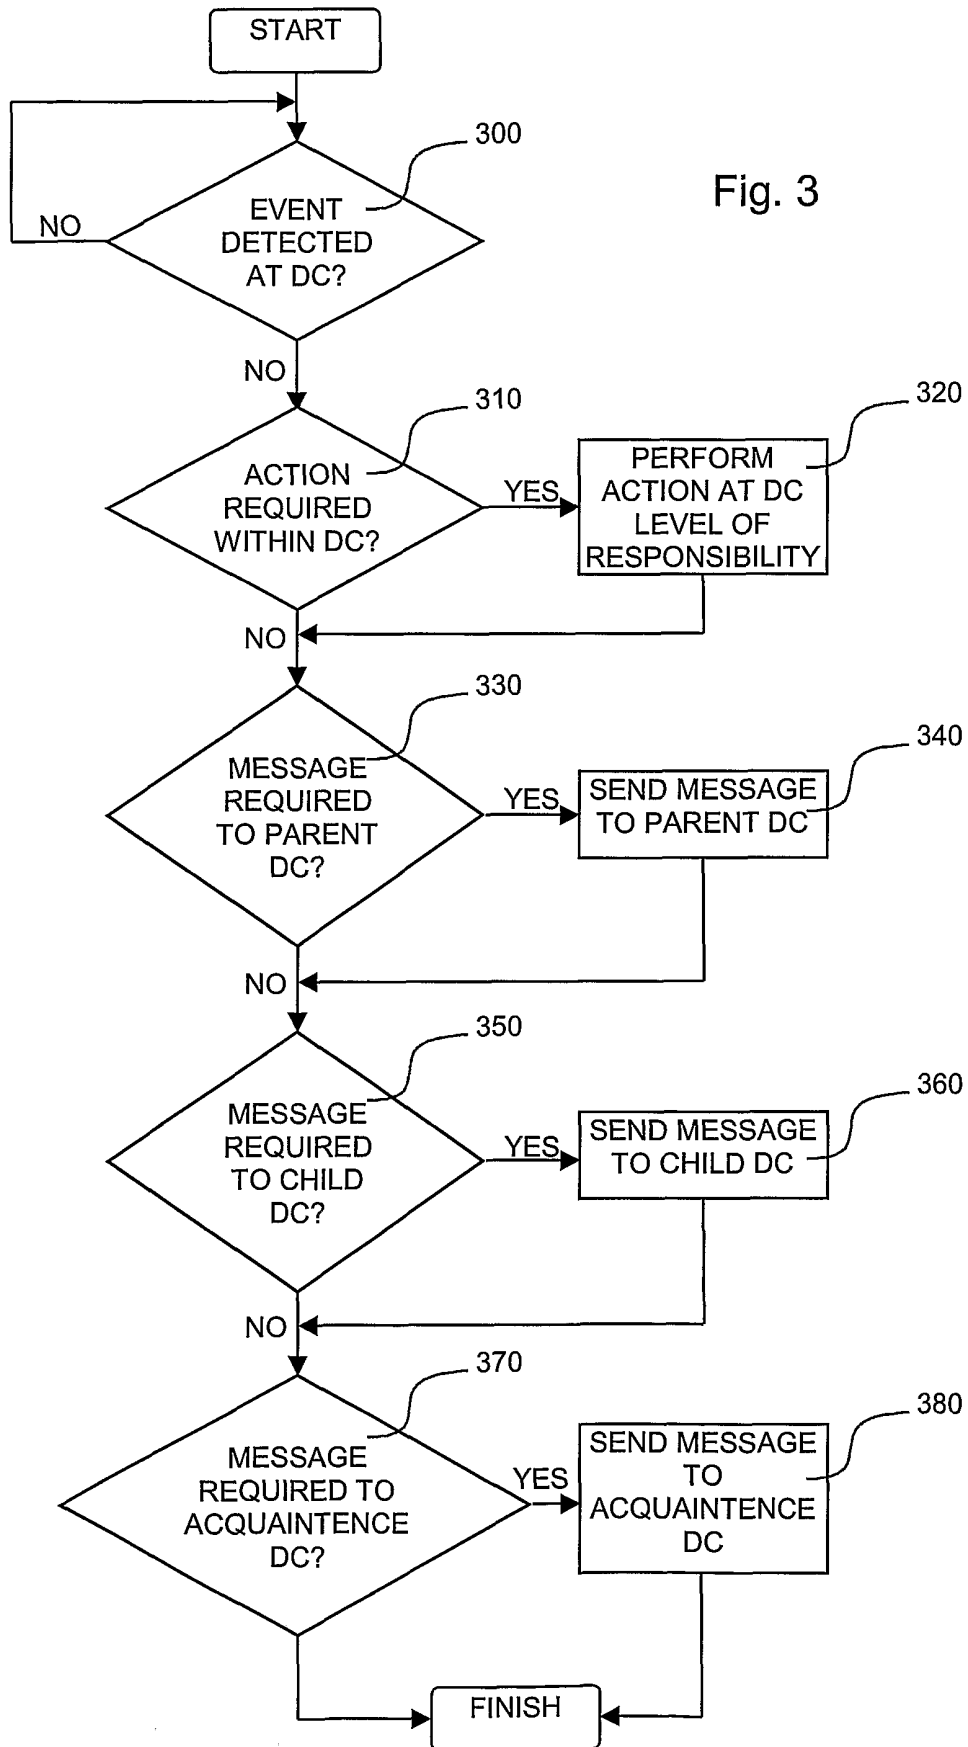 START
300
Fig. 3
EVENT
DETECTED
AT DC?
NO
NO
310
320
ACTION
REQUIRED
WITHIN DC?
YES
PERFORM
ACTION AT DC
LEVEL OF
RESPONSIBILITY
NO
330
340
MESSAGE
REQUIRED
TO PARENT
DC?
YES
SEND MESSAGE
TO PARENT DC
NO
350
360
MESSAGE
REQUIRED
TO CHILD
DC?
YES
SEND MESSAGE
TO CHILD DC
NO
370
380
MESSAGE
REQUIRED TO
ACQUAINTENCE
DC?
YES
SEND MESSAGE
TO
ACQUAINTENCE
DC
FINISH